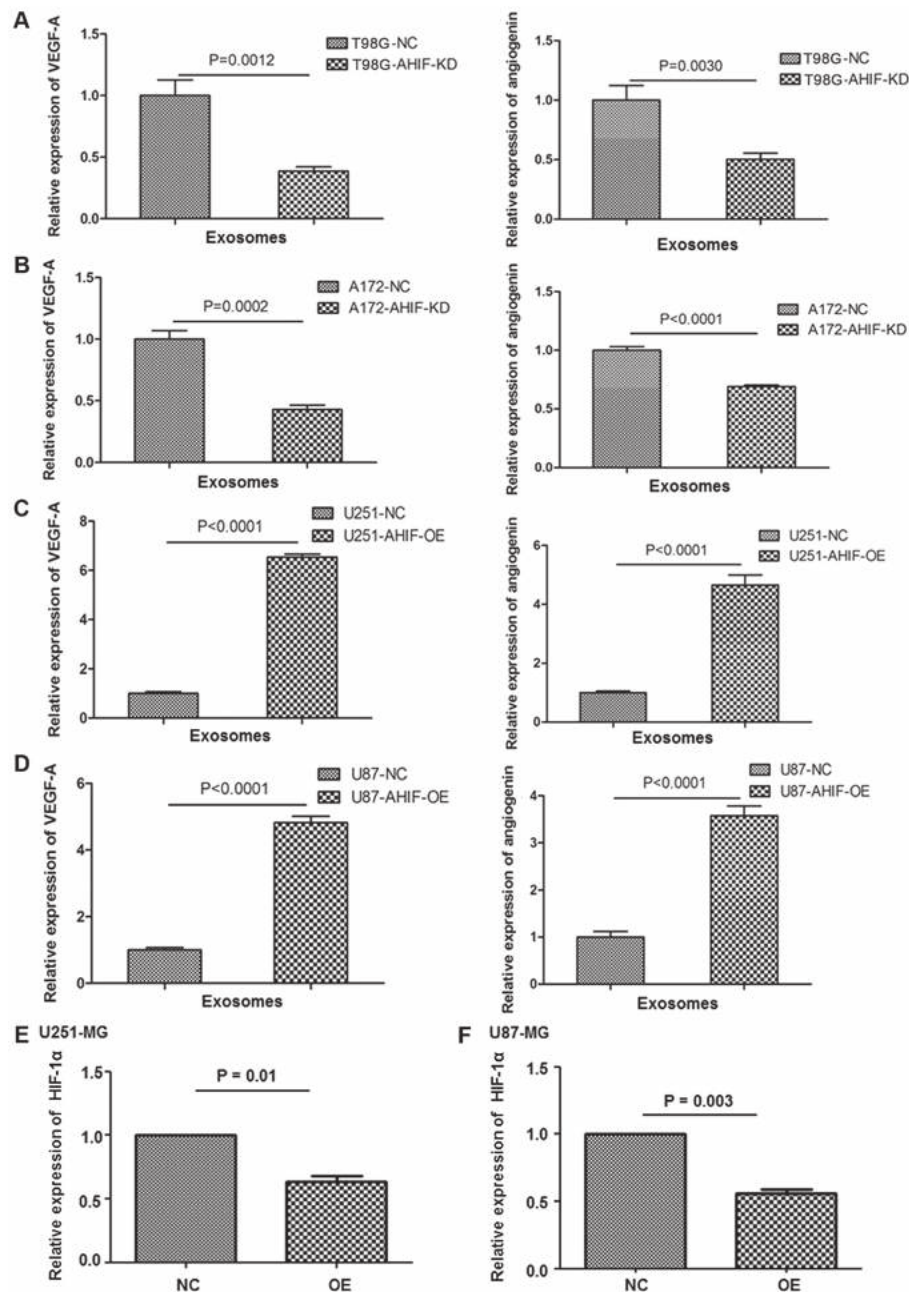 A
Relative expression of VEGF-A
1.5
1.0
0.5
0.0
T98G-NC
T98G-AHIF-KD
P=0.0012
Exosomes
Relative expression of angiogenin
1.5
1.0
0.5
0.0
T98G-NC
T98G-AHIF-KD
P=0.0030
Exosomes
B
Relative expression of VEGF-A
1.5
1.0
0.5
0.0
A172-NC
A172-AHIF-KD
P=0.0002
Exosomes
Relative expression of angiogenin
1.5
1.0
0.5
0.0
A172-NC
A172-AHIF-KD
P<0.0001
Exosomes
C
Relative expression of VEGF-A
8
6
4
2
0
U251-NC
U251-AHIF-OE
P<0.0001
Exosomes
Relative expression of angiogenin
6
4
2
0
U251-NC
U251-AHIF-OE
P<0.0001
Exosomes
D
Relative expression of VEGF-A
6
4
2
0
U87-NC
U87-AHIF-OE
P<0.0001
Exosomes
Relative expression of angiogenin
4
3
2
1
0
U87-NC
U87-AHIF-OE
P<0.0001
Exosomes
E U251-MG
Relative expression of HIF-1α
1.5
1.0
0.5
0.0
P = 0.01
NC
OE
F U87-MG
Relative expression of HIF-1α
1.5
1.0
0.5
0.0
P = 0.003
NC
OE